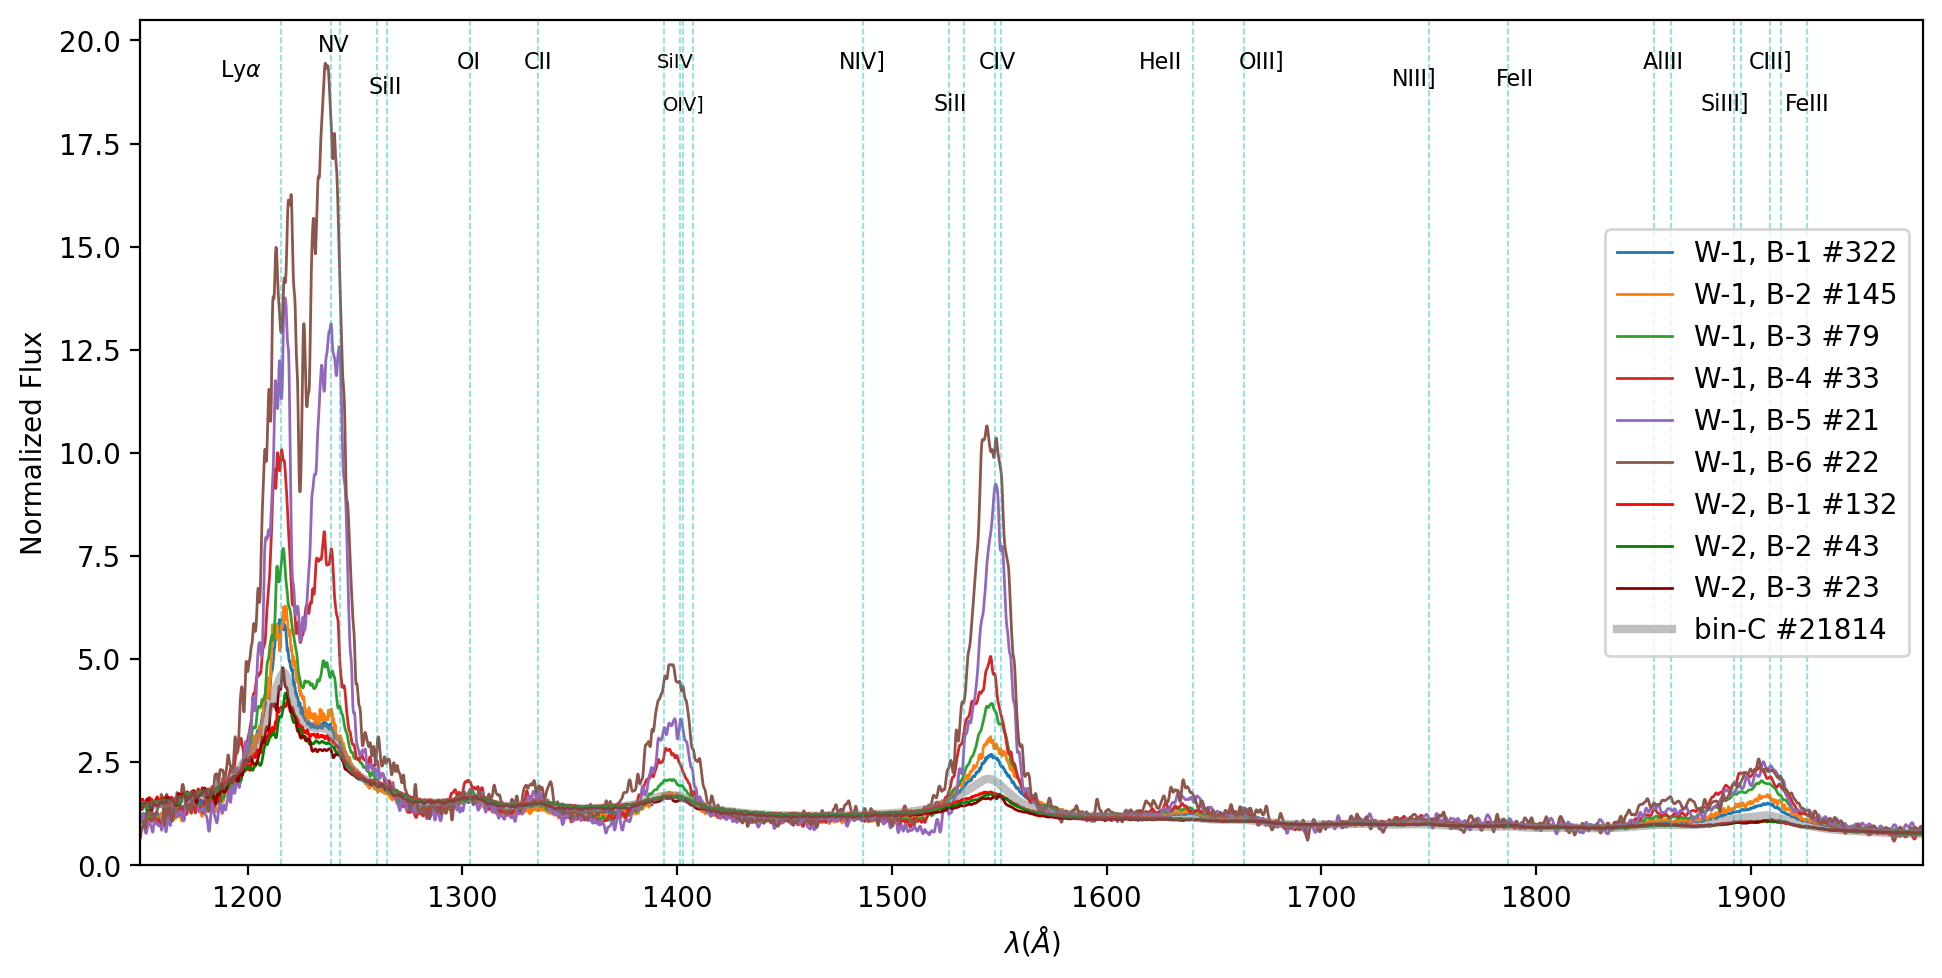 20.0
17.5
15.0
12.5
10.0
7.5
5.0
2.5
0.0
Normalized Flux
Lyα
NV
SiII
OI
CII
SiIV
OIV]
NIV]
SiII
CIV
HeII
OIII]
NIII]
FeII
AlIII
SiIII]
CIII]
FeIII
W-1, B-1 #322
W-1, B-2 #145
W-1, B-3 #79
W-1, B-4 #33
W-1, B-5 #21
W-1, B-6 #22
W-2, B-1 #132
W-2, B-2 #43
W-2, B-3 #23
bin-C #21814
1200 1300 1400 1500 1600 1700 1800 1900
λ(Å)